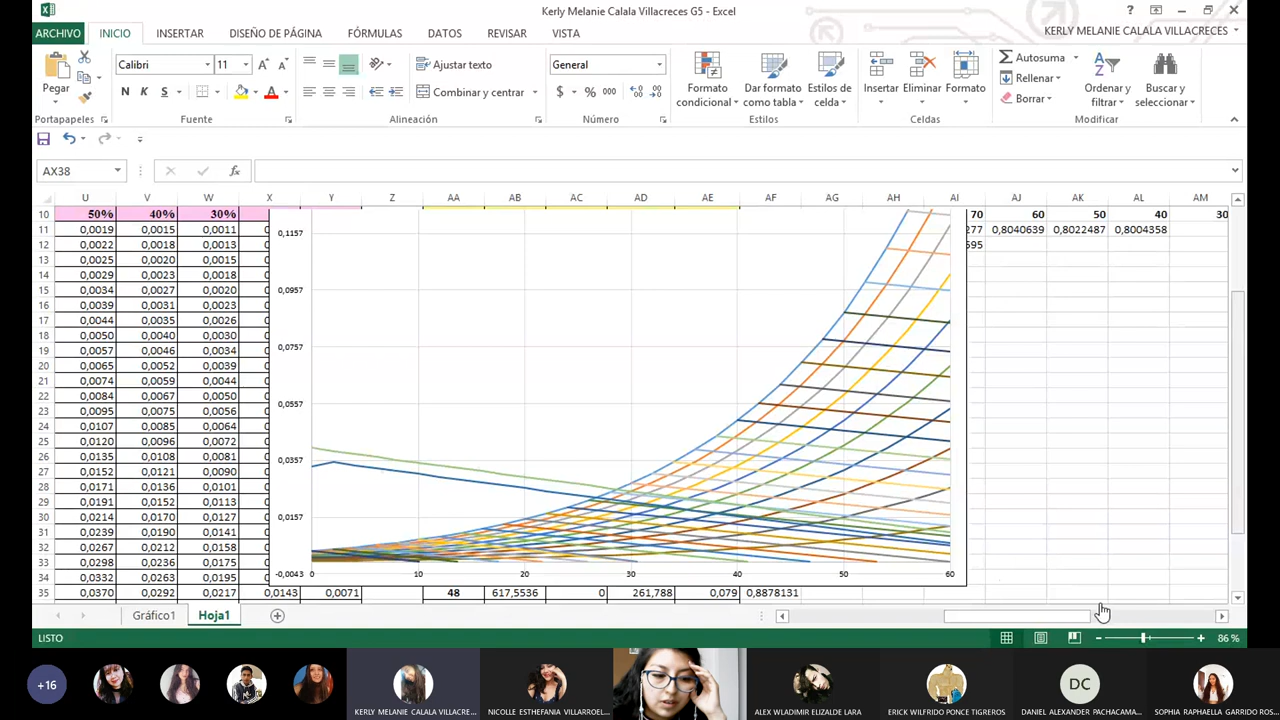 Kerly Melanie Calala Villacreces G5 - Excel
?
ARCHIVO INICIO INSERTAR DISEÑO DE PÁGINA FÓRMULAS DATOS REVISAR VISTA KERLY MELANIE CALALA VILLACRECES
Calibri 11 Ajustar texto General Autosuma
Rellenar
Pegar N K S Combinar y centrar $ % 000 Formato condicional Dar formato como tabla Estilos de celda Insertar Eliminar Formato Borrar Ordenar y filtrar Buscar y seleccionar
Portapapeles Fuente Alineación Número Estilos Celdas Modificar
AX38
U V W X Y Z AA AB AC AD AE AF AG AH AI AJ AK AL AM
10 50% 40% 30% 70 60 50 40 30
11 0,0019 0,0015 0,0011 0,1157 277 0,8040639 0,8022487 0,8004358
12 0,0022 0,0018 0,0013 595
13 0,0025 0,0020 0,0015
14 0,0029 0,0023 0,0018
15 0,0034 0,0027 0,0020 0,0957
16 0,0039 0,0031 0,0023
17 0,0044 0,0035 0,0026
18 0,0050 0,0040 0,0030
19 0,0057 0,0046 0,0034 0,0757
20 0,0065 0,0052 0,0039
21 0,0074 0,0059 0,0044
22 0,0084 0,0067 0,0050
23 0,0095 0,0075 0,0056 0,0557
24 0,0107 0,0085 0,0064
25 0,0120 0,0096 0,0072
26 0,0135 0,0108 0,0081 0,0357
27 0,0152 0,0121 0,0090
28 0,0171 0,0136 0,0101
29 0,0191 0,0152 0,0113
30 0,0214 0,0170 0,0127 0,0157
31 0,0239 0,0190 0,0141
32 0,0267 0,0212 0,0158
33 0,0298 0,0236 0,0175
34 0,0332 0,0263 0,0195 -0,0043 0 10 20 30 40 50 60
35 0,0370 0,0292 0,0217 0,0143 0,0071 48 617,5536 0 261,788 0,079 0,8878131
Gráfico1 Hoja1
LISTO 86 %
+16 DC
KERLY MELANIE CALALA VILLACRE... NICOLLE ESTHEFANIA VILLARROEL... ALEX WLADIMIR ELIZALDE LARA ERICK WILFRIDO PONCE TIGREROS DANIEL ALEXANDER PACHACAMA... SOPHIA RAPHAELLA GARRIDO ROS...